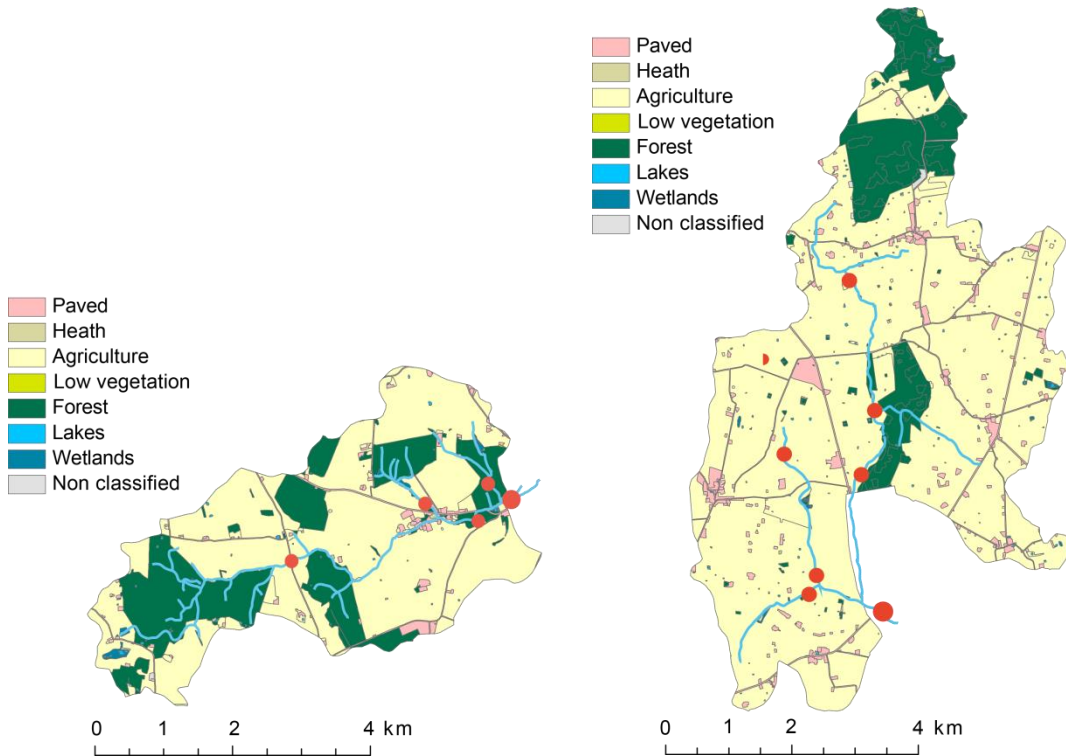 Paved
Heath
Agriculture
Low vegetation
Forest
Lakes
Wetlands
Non classified
0 1 2 4 km
Paved
Heath
Agriculture
Low vegetation
Forest
Lakes
Wetlands
Non classified
0 1 2 4 km